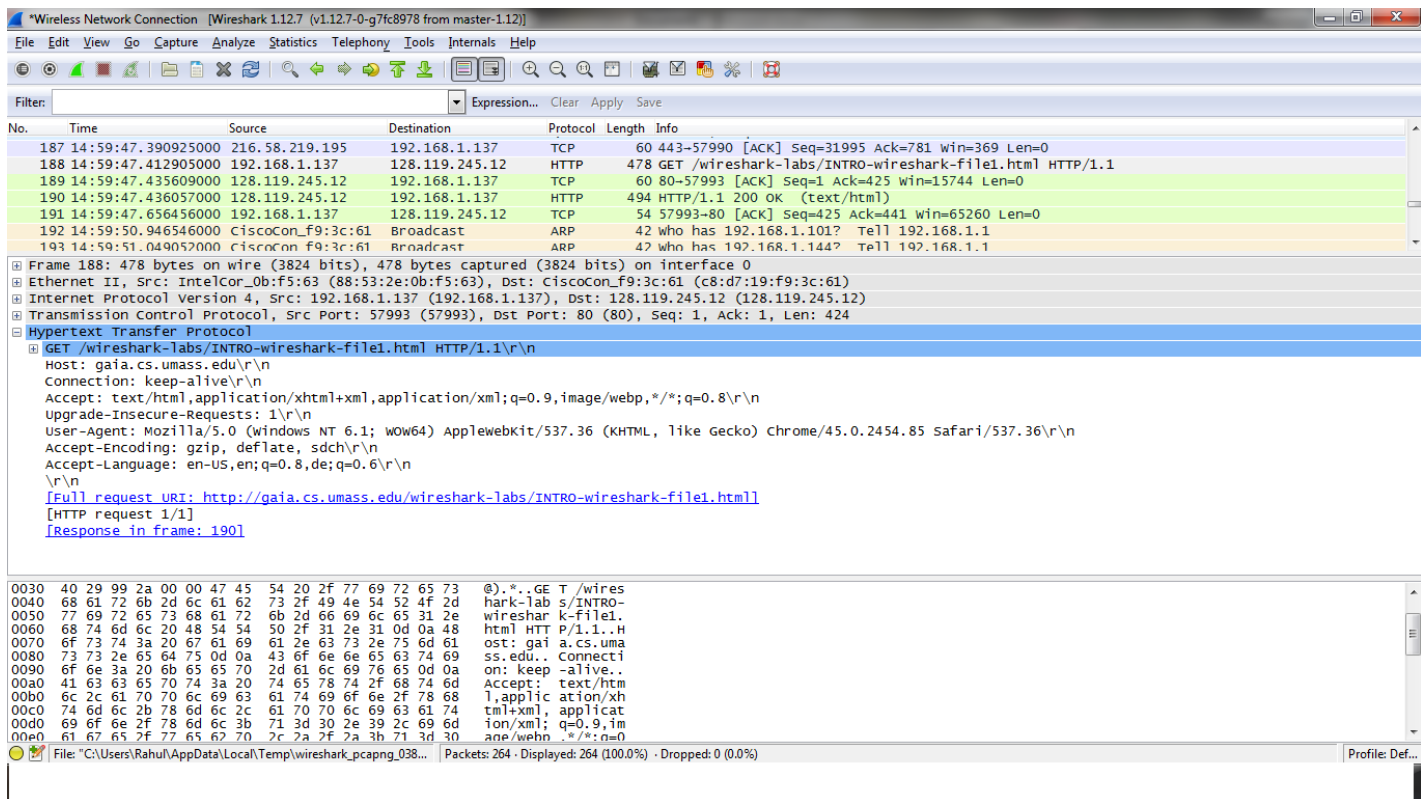 *Wireless Network Connection [Wireshark 1.12.7 (v1.12.7-0-g7fc8978 from master-1.12)]
File Edit View Go Capture Analyze Statistics Telephony Tools Internals Help
Filter: Expression... Clear Apply Save
No. Time Source Destination Protocol Length Info
187 14:59:47.390925000 216.58.219.195 192.168.1.137 TCP 60 443→57990 [ACK] Seq=31995 Ack=781 Win=369 Len=0
188 14:59:47.412905000 192.168.1.137 128.119.245.12 HTTP 478 GET /wireshark-labs/INTRO-wireshark-file1.html HTTP/1.1
189 14:59:47.435609000 128.119.245.12 192.168.1.137 TCP 60 80→57993 [ACK] Seq=1 Ack=425 Win=15744 Len=0
190 14:59:47.436057000 128.119.245.12 192.168.1.137 HTTP 494 HTTP/1.1 200 OK (text/html)
191 14:59:47.656456000 192.168.1.137 128.119.245.12 TCP 54 57993→80 [ACK] Seq=425 Ack=441 Win=65260 Len=0
192 14:59:50.946546000 CiscoCon_f9:3c:61 Broadcast ARP 42 Who has 192.168.1.101? Tell 192.168.1.1
193 14:59:51.049052000 CiscoCon_f9:3c:61 Broadcast ARP 42 Who has 192.168.1.144? Tell 192.168.1.1
Frame 188: 478 bytes on wire (3824 bits), 478 bytes captured (3824 bits) on interface 0
Ethernet II, Src: IntelCor_0b:f5:63 (88:53:2e:0b:f5:63), Dst: CiscoCon_f9:3c:61 (c8:d7:19:f9:3c:61)
Internet Protocol Version 4, Src: 192.168.1.137 (192.168.1.137), Dst: 128.119.245.12 (128.119.245.12)
Transmission Control Protocol, Src Port: 57993 (57993), Dst Port: 80 (80), Seq: 1, Ack: 1, Len: 424
Hypertext Transfer Protocol
GET /wireshark-labs/INTRO-wireshark-file1.html HTTP/1.1\r\n
Host: gaia.cs.umass.edu\r\n
Connection: keep-alive\r\n
Accept: text/html,application/xhtml+xml,application/xml;q=0.9,image/webp,*/*;q=0.8\r\n
Upgrade-Insecure-Requests: 1\r\n
User-Agent: Mozilla/5.0 (Windows NT 6.1; WOW64) AppleWebKit/537.36 (KHTML, like Gecko) Chrome/45.0.2454.85 Safari/537.36\r\n
Accept-Encoding: gzip, deflate, sdch\r\n
Accept-Language: en-US,en;q=0.8,de;q=0.6\r\n
\r\n
[Full request URI: http://gaia.cs.umass.edu/wireshark-labs/INTRO-wireshark-file1.html]
[HTTP request 1/1]
[Response in frame: 190]
0030 40 29 99 2a 00 00 47 45 54 20 2f 77 69 72 65 73 @).*..GE T /wires
0040 68 61 72 6b 2d 6c 61 62 73 2f 49 4e 54 52 4f 2d hark-lab s/INTRO-
0050 77 69 72 65 73 68 61 72 6b 2d 66 69 6c 65 31 2e wireshar k-file1.
0060 68 74 6d 6c 20 48 54 54 50 2f 31 2e 31 0d 0a 48 html HTT P/1.1..H
0070 6f 73 74 3a 20 67 61 69 61 2e 63 73 2e 75 6d 61 ost: gai a.cs.uma
0080 73 73 2e 65 64 75 0d 0a 43 6f 6e 6e 65 63 74 69 ss.edu.. Connecti
0090 6f 6e 3a 20 6b 65 65 70 2d 61 6c 69 76 65 0d 0a on: keep -alive..
00a0 41 63 63 65 70 74 3a 20 74 65 78 74 2f 68 74 6d Accept: text/htm
00b0 6c 2c 61 70 70 6c 69 63 61 74 69 6f 6e 2f 78 68 l,applic ation/xh
00c0 74 6d 6c 2b 78 6d 6c 2c 61 70 70 6c 69 63 61 74 tml+xml, applicat
00d0 69 6f 6e 2f 78 6d 6c 3b 71 3d 30 2e 39 2c 69 6d ion/xml; q=0.9,im
00e0 61 67 65 2f 77 65 62 70 2c 2a 2f 2a 3b 71 3d 30 age/webp ,*/*;q=0
File: "C:\Users\Rahul\AppData\Local\Temp\wireshark_pcapng_038... Packets: 264 · Displayed: 264 (100.0%) · Dropped: 0 (0.0%) Profile: Def...